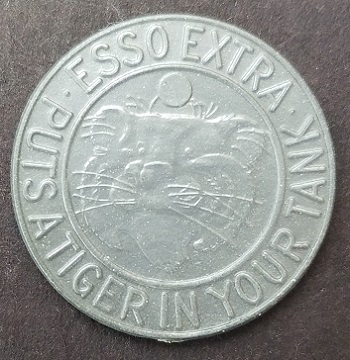 · ESSO EXTRA ·
PUTS A TIGER IN YOUR TANK